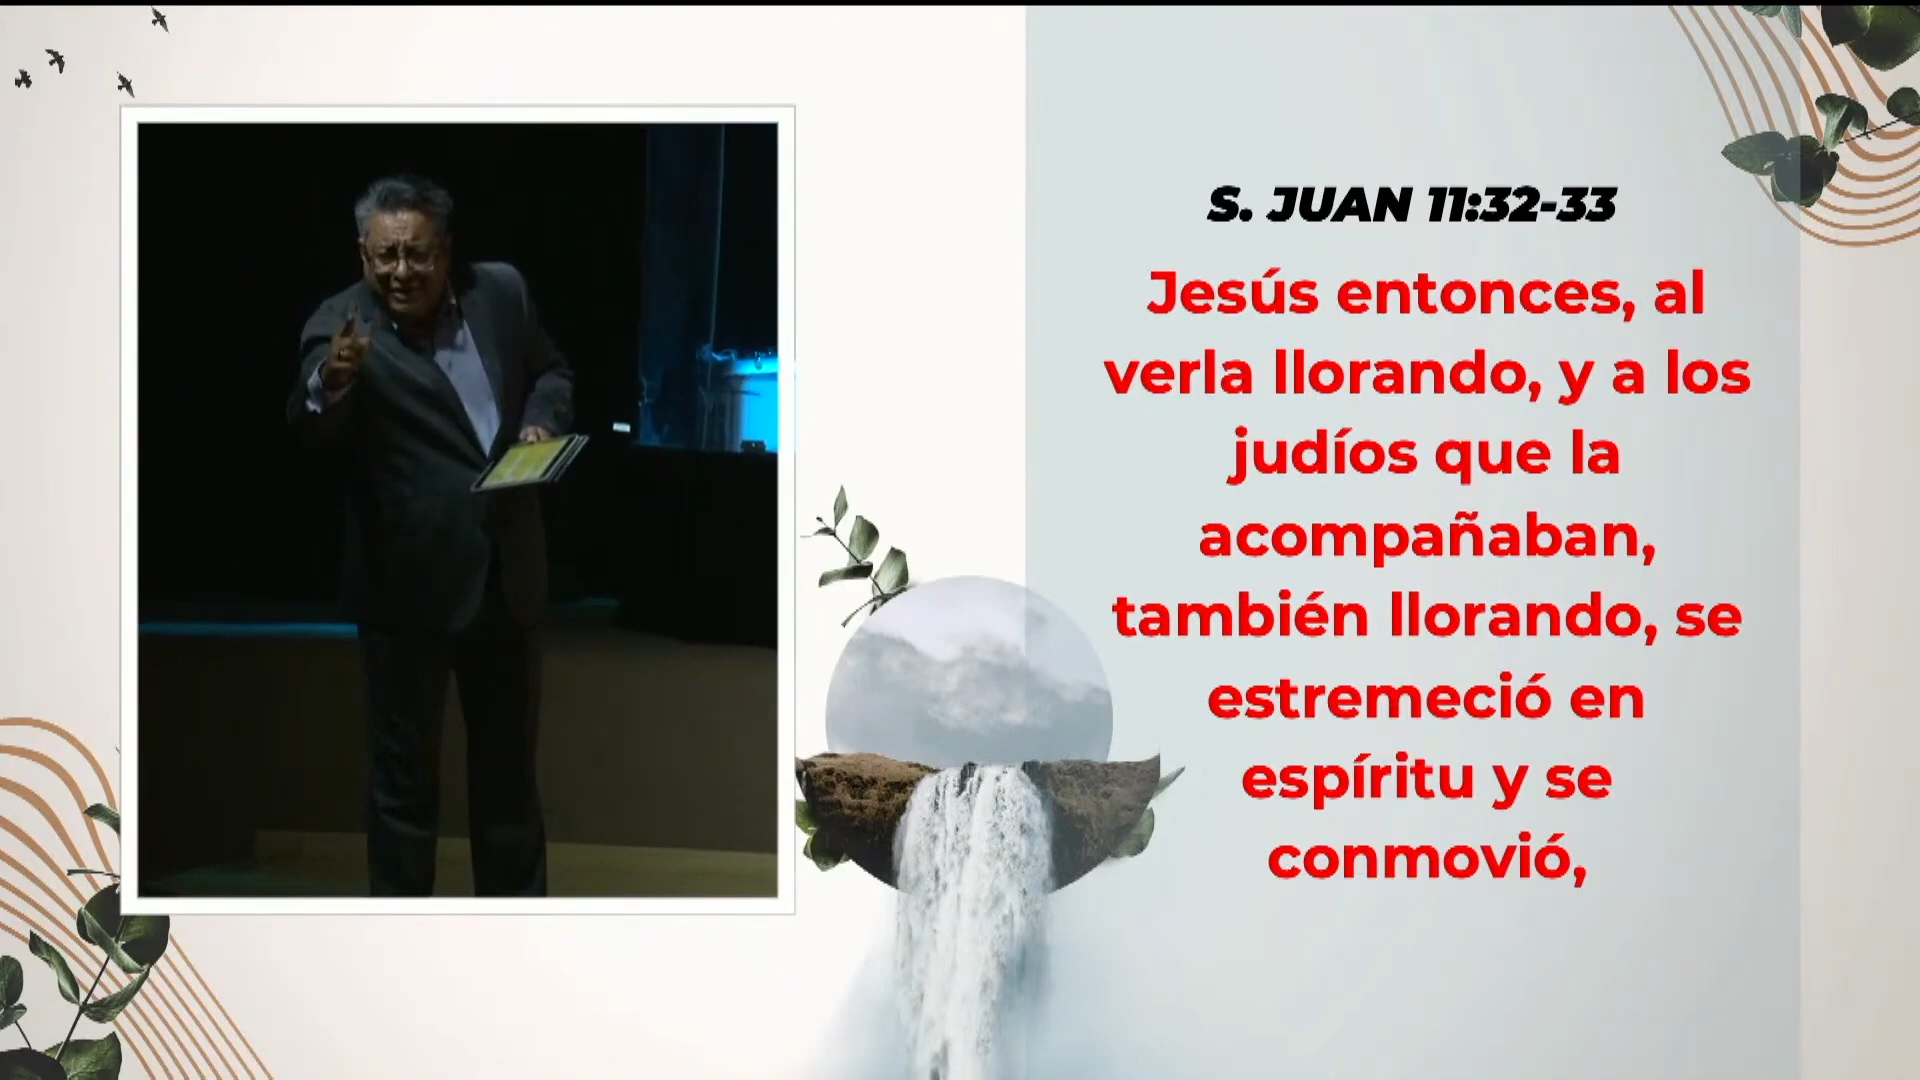 S. JUAN 11:32-33
Jesús entonces, al
verla llorando, y a los
judíos que la
acompañaban,
también llorando, se
estremeció en
espíritu y se
conmovió,